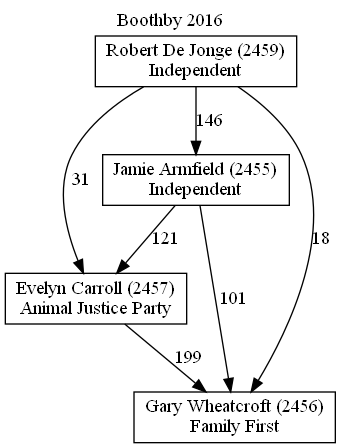 Boothby 2016
Robert De Jonge (2459)
Independent
146
Jamie Armfield (2455)
Independent
31
121
18
101
Evelyn Carroll (2457)
Animal Justice Party
199
Gary Wheatcroft (2456)
Family First